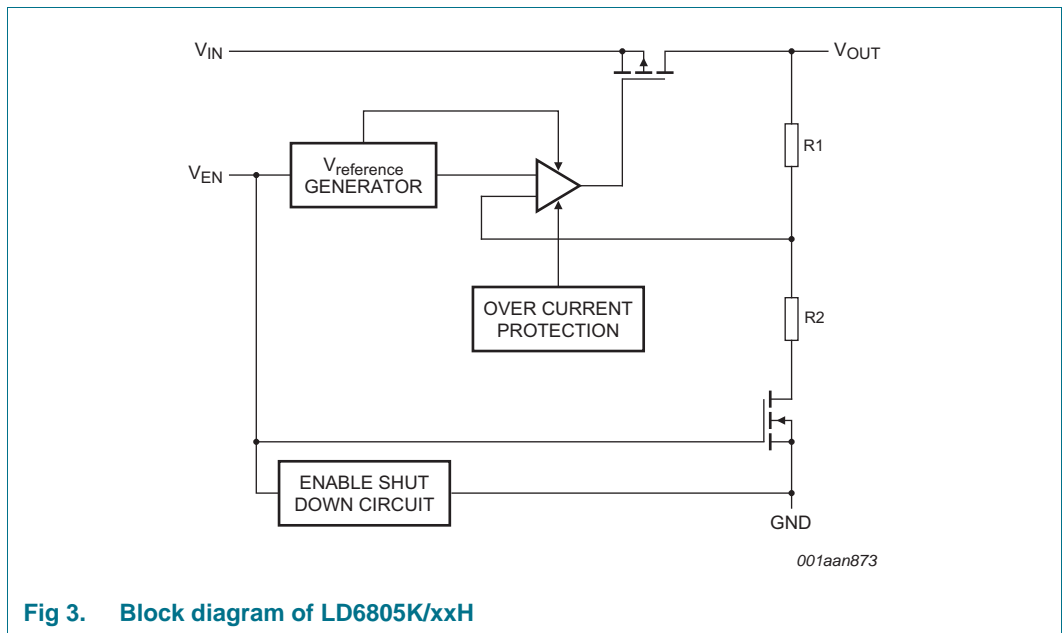 VIN
VOUT
R1
VEN
Vreference
GENERATOR
OVER CURRENT
PROTECTION
R2
ENABLE SHUT
DOWN CIRCUIT
GND
001aan873
Fig 3. Block diagram of LD6805K/xxH